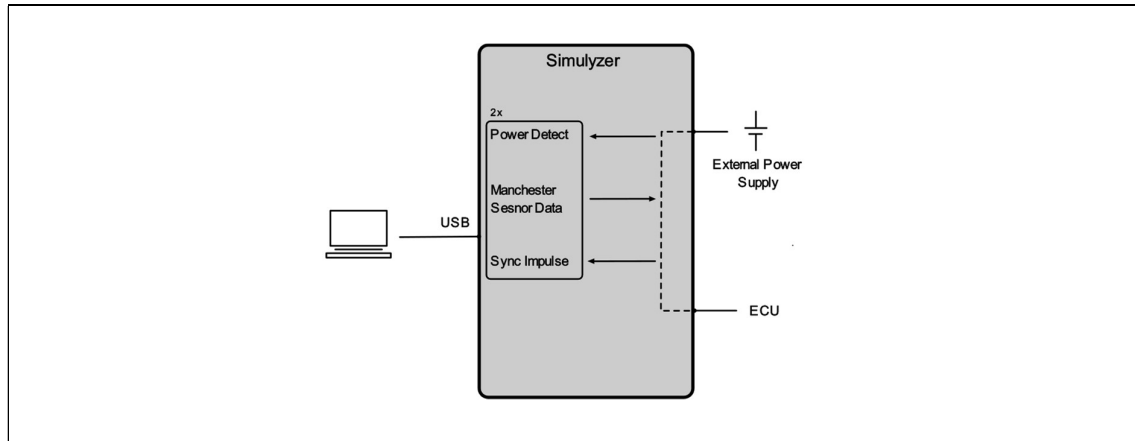 Simulyzer
2x
Power Detect
External Power
Supply
Manchester
Sesnor Data
USB
Sync Impulse
ECU